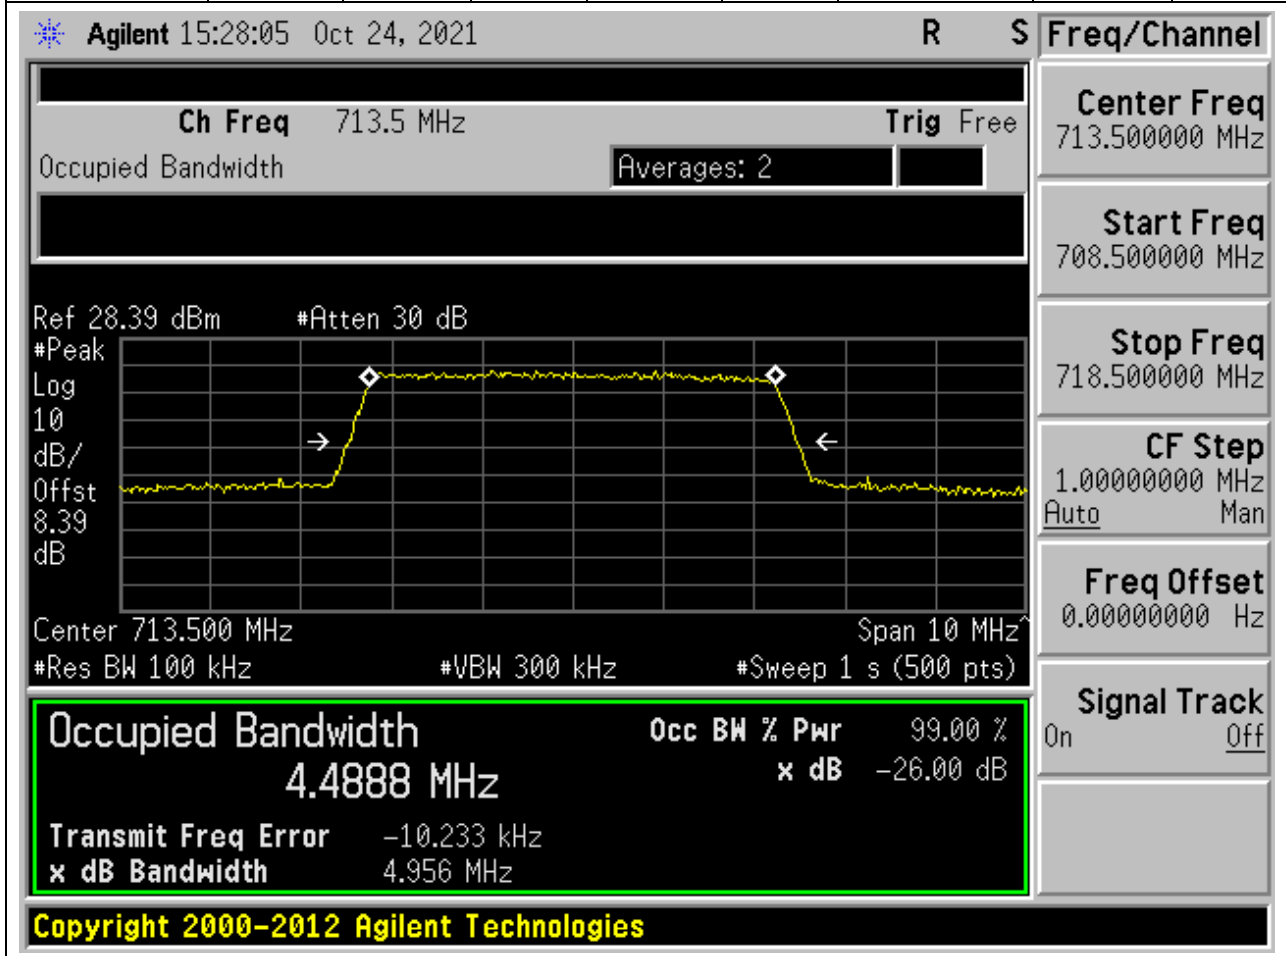 Agilent 15:28:05 Oct 24, 2021 R S
Freq/Channel
Ch Freq 713.5 MHz Trig Free
Occupied Bandwidth Averages: 2
Ref 28.39 dBm #Atten 30 dB
#Peak
Log
10
dB/
Offst
8.39
dB
Center 713.500 MHz Span 10 MHz^
#Res BW 100 kHz #VBW 300 kHz #Sweep 1 s (500 pts)
Occupied Bandwidth Occ BW % Pwr 99.00 %
4.4888 MHz x dB -26.00 dB
Transmit Freq Error -10.233 kHz
x dB Bandwidth 4.956 MHz
Copyright 2000-2012 Agilent Technologies
Center Freq
713.500000 MHz
Start Freq
708.500000 MHz
Stop Freq
718.500000 MHz
CF Step
1.00000000 MHz
Auto Man
Freq Offset
0.00000000 Hz
Signal Track
On Off